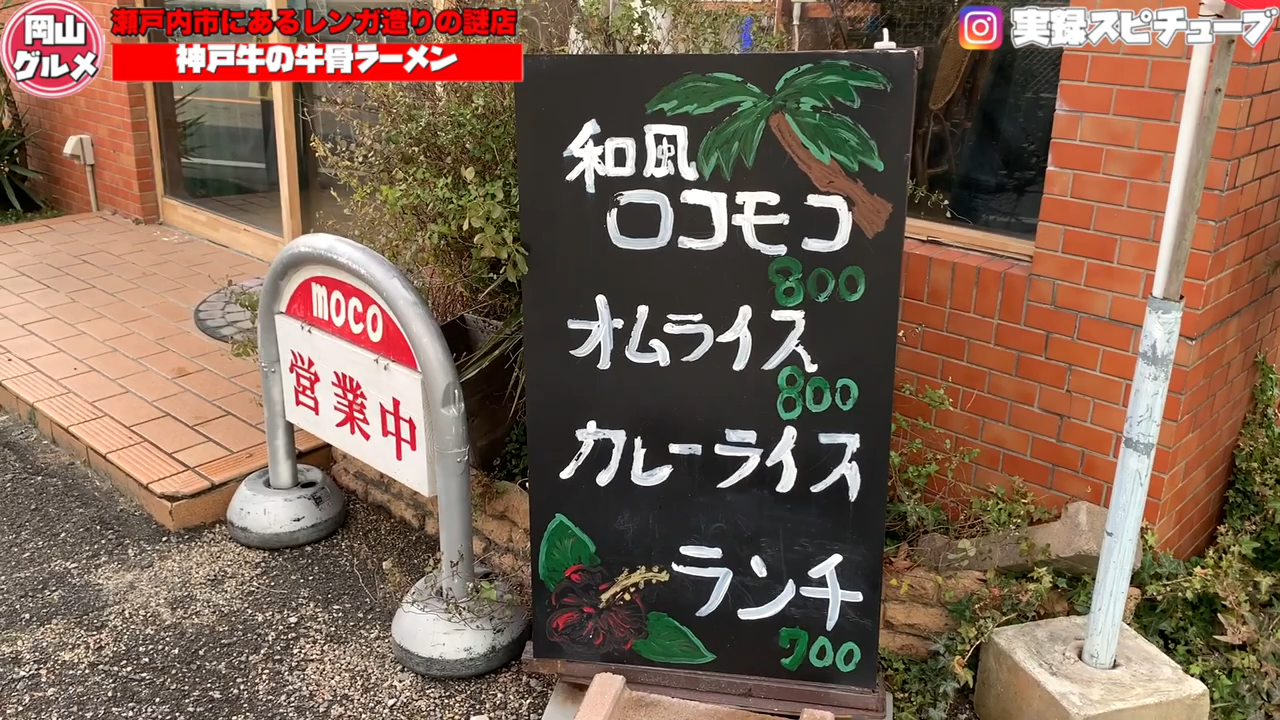 岡山
グルメ
瀬戸内市にあるレンガ造りの謎店
神戸牛の牛骨ラーメン
実録スピチューブ
和風
ロコモコ
800
オムライス
800
カレーライス
ランチ
700
moco
営業中